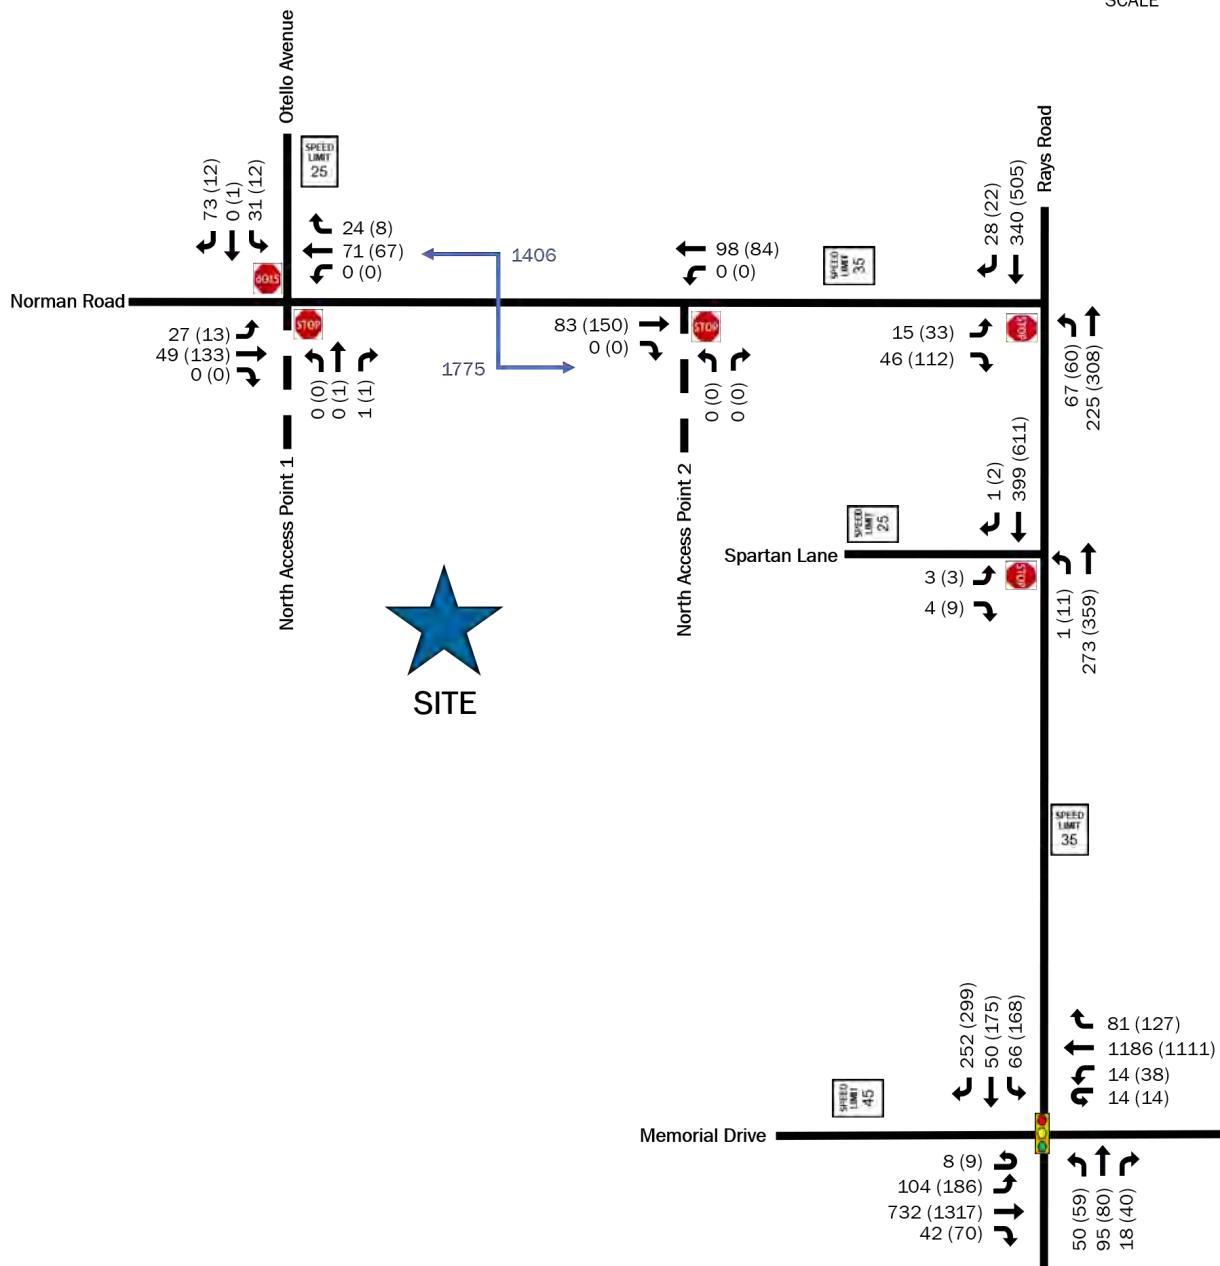 SCALE
Otello Avenue
SPEED
LIMIT
25
73 (12)
0 (1)
31 (12)
24 (8)
71 (67)
0 (0)
1406
98 (84)
0 (0)
SPEED
LIMIT
35
28 (22)
340 (505)
Rays Road
STOP
Norman Road
27 (13)
49 (133)
0 (0)
STOP
0 (0)
0 (1)
1 (1)
1775
83 (150)
0 (0)
STOP
0 (0)
0 (0)
15 (33)
46 (112)
STOP
67 (60)
225 (308)
North Access Point 1
North Access Point 2
1 (2)
399 (611)
SPEED
LIMIT
25
Spartan Lane
3 (3)
4 (9)
STOP
1 (11)
273 (359)
SITE
SPEED
LIMIT
35
252 (299)
50 (175)
66 (168)
81 (127)
1186 (1111)
14 (38)
14 (14)
SPEED
LIMIT
45
Memorial Drive
8 (9)
104 (186)
732 (1317)
42 (70)
50 (59)
95 (80)
18 (40)